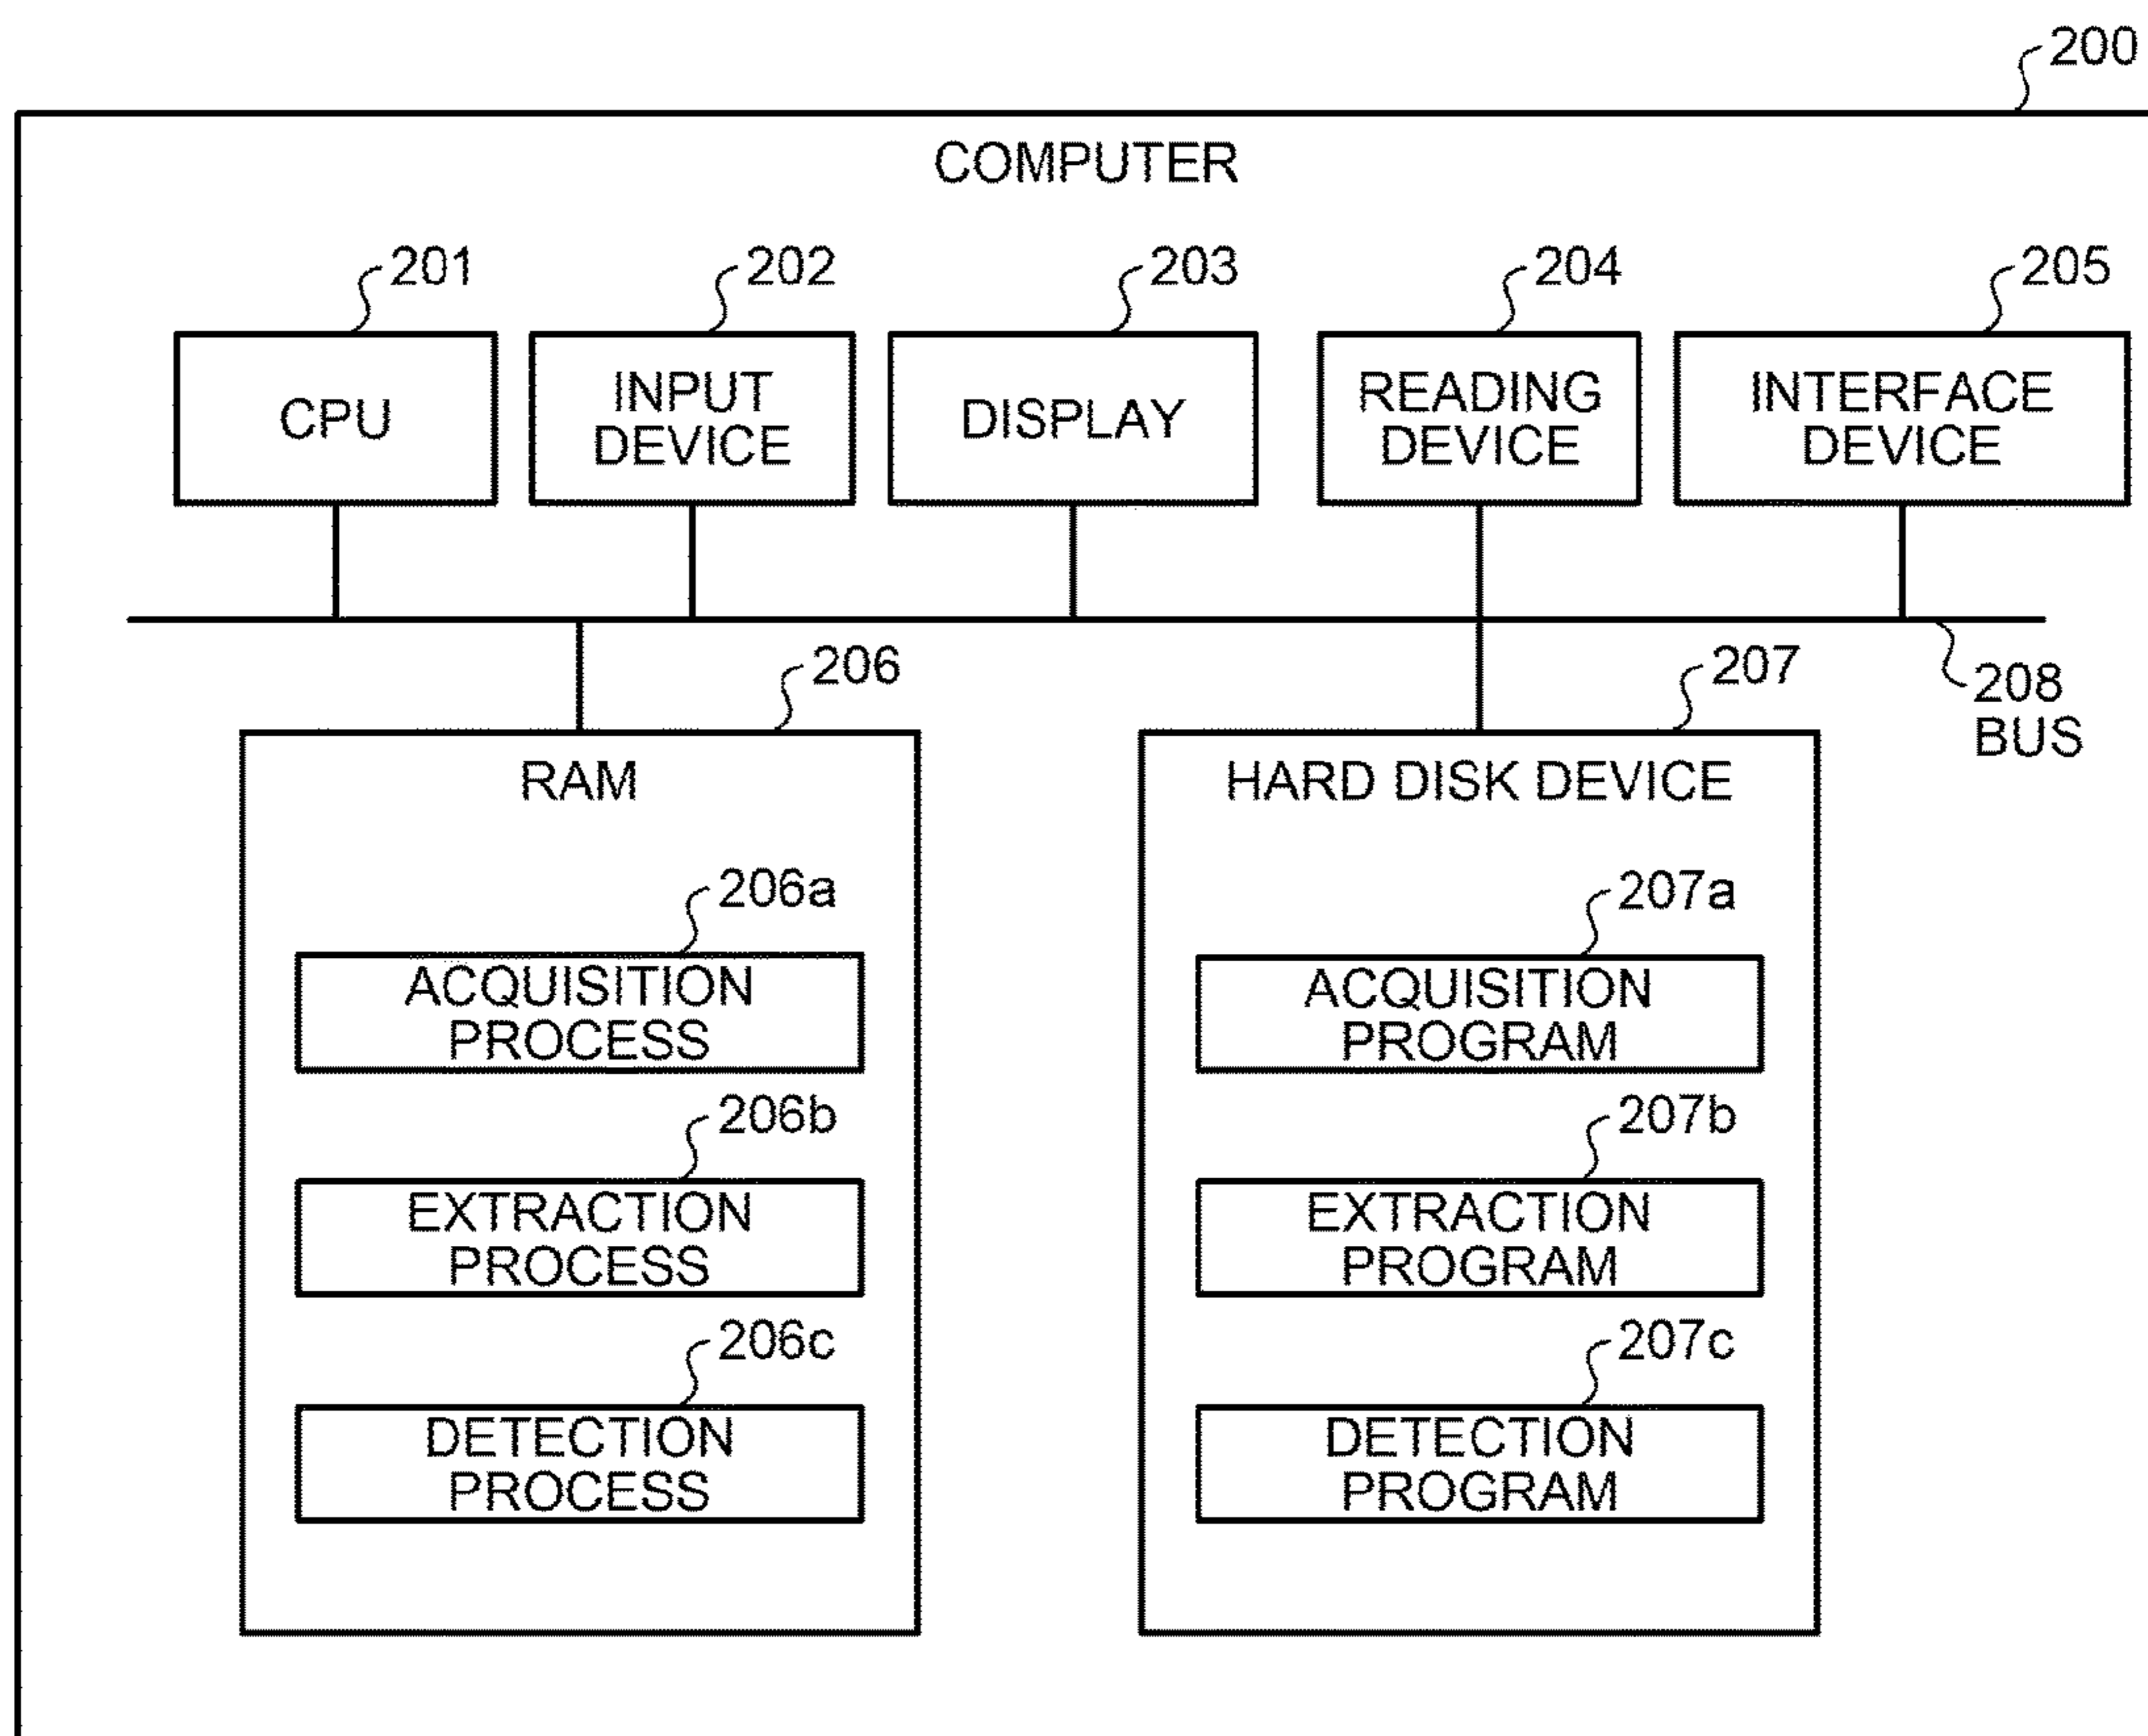 200
COMPUTER
201
202
203
204
205
CPU
INPUT
DEVICE
DISPLAY
READING
DEVICE
INTERFACE
DEVICE
206
207
208
BUS
RAM
HARD DISK DEVICE
206a
207a
ACQUISITION
PROCESS
ACQUISITION
PROGRAM
206b
207b
EXTRACTION
PROCESS
EXTRACTION
PROGRAM
206c
207c
DETECTION
PROCESS
DETECTION
PROGRAM